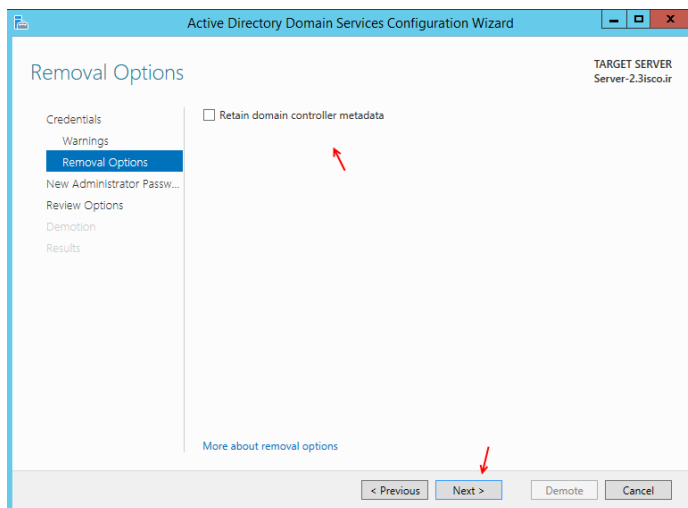 Active Directory Domain Services Configuration Wizard
Removal Options
TARGET SERVER
Server-2.3isco.ir
Credentials
Warnings
Removal Options
New Administrator Passw...
Review Options
Demotion
Results
Retain domain controller metadata
More about removal options
< Previous
Next >
Demote
Cancel